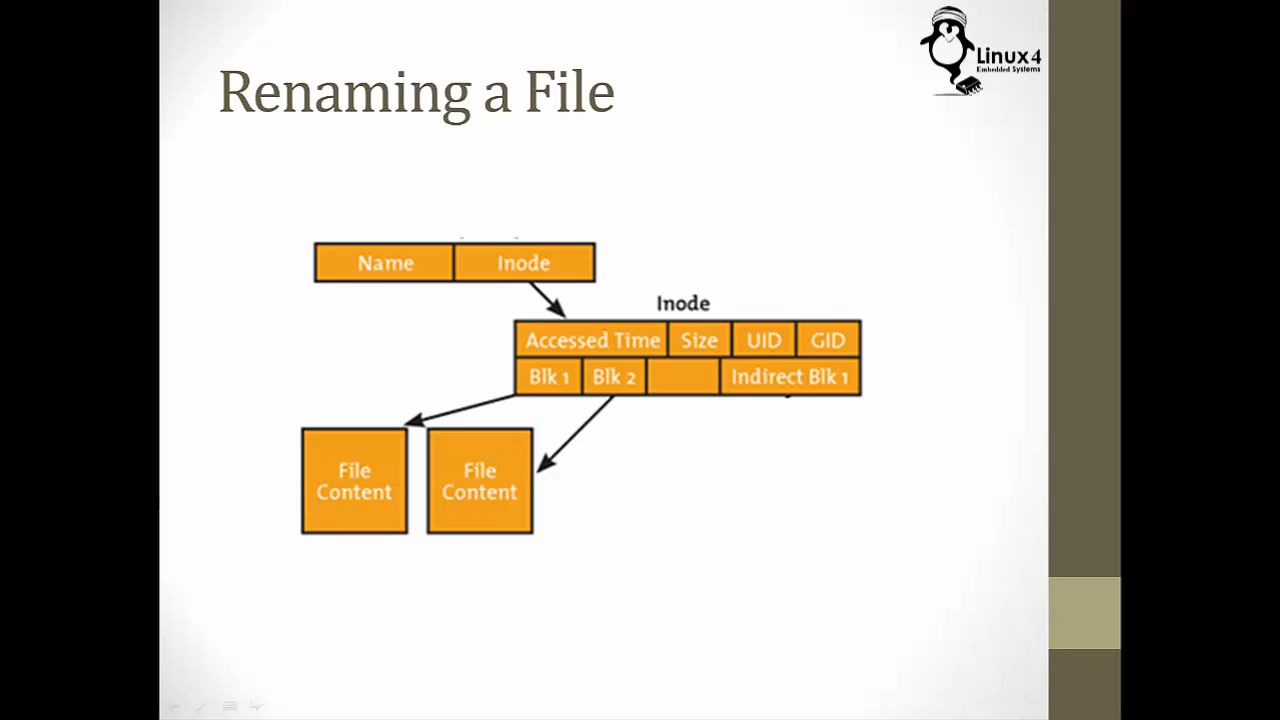 Linux4
Embedded Systems
Renaming a File
Name Inode
Inode
Accessed Time Size UID GID
Blk 1 Blk 2 Indirect Blk 1
File Content
File Content